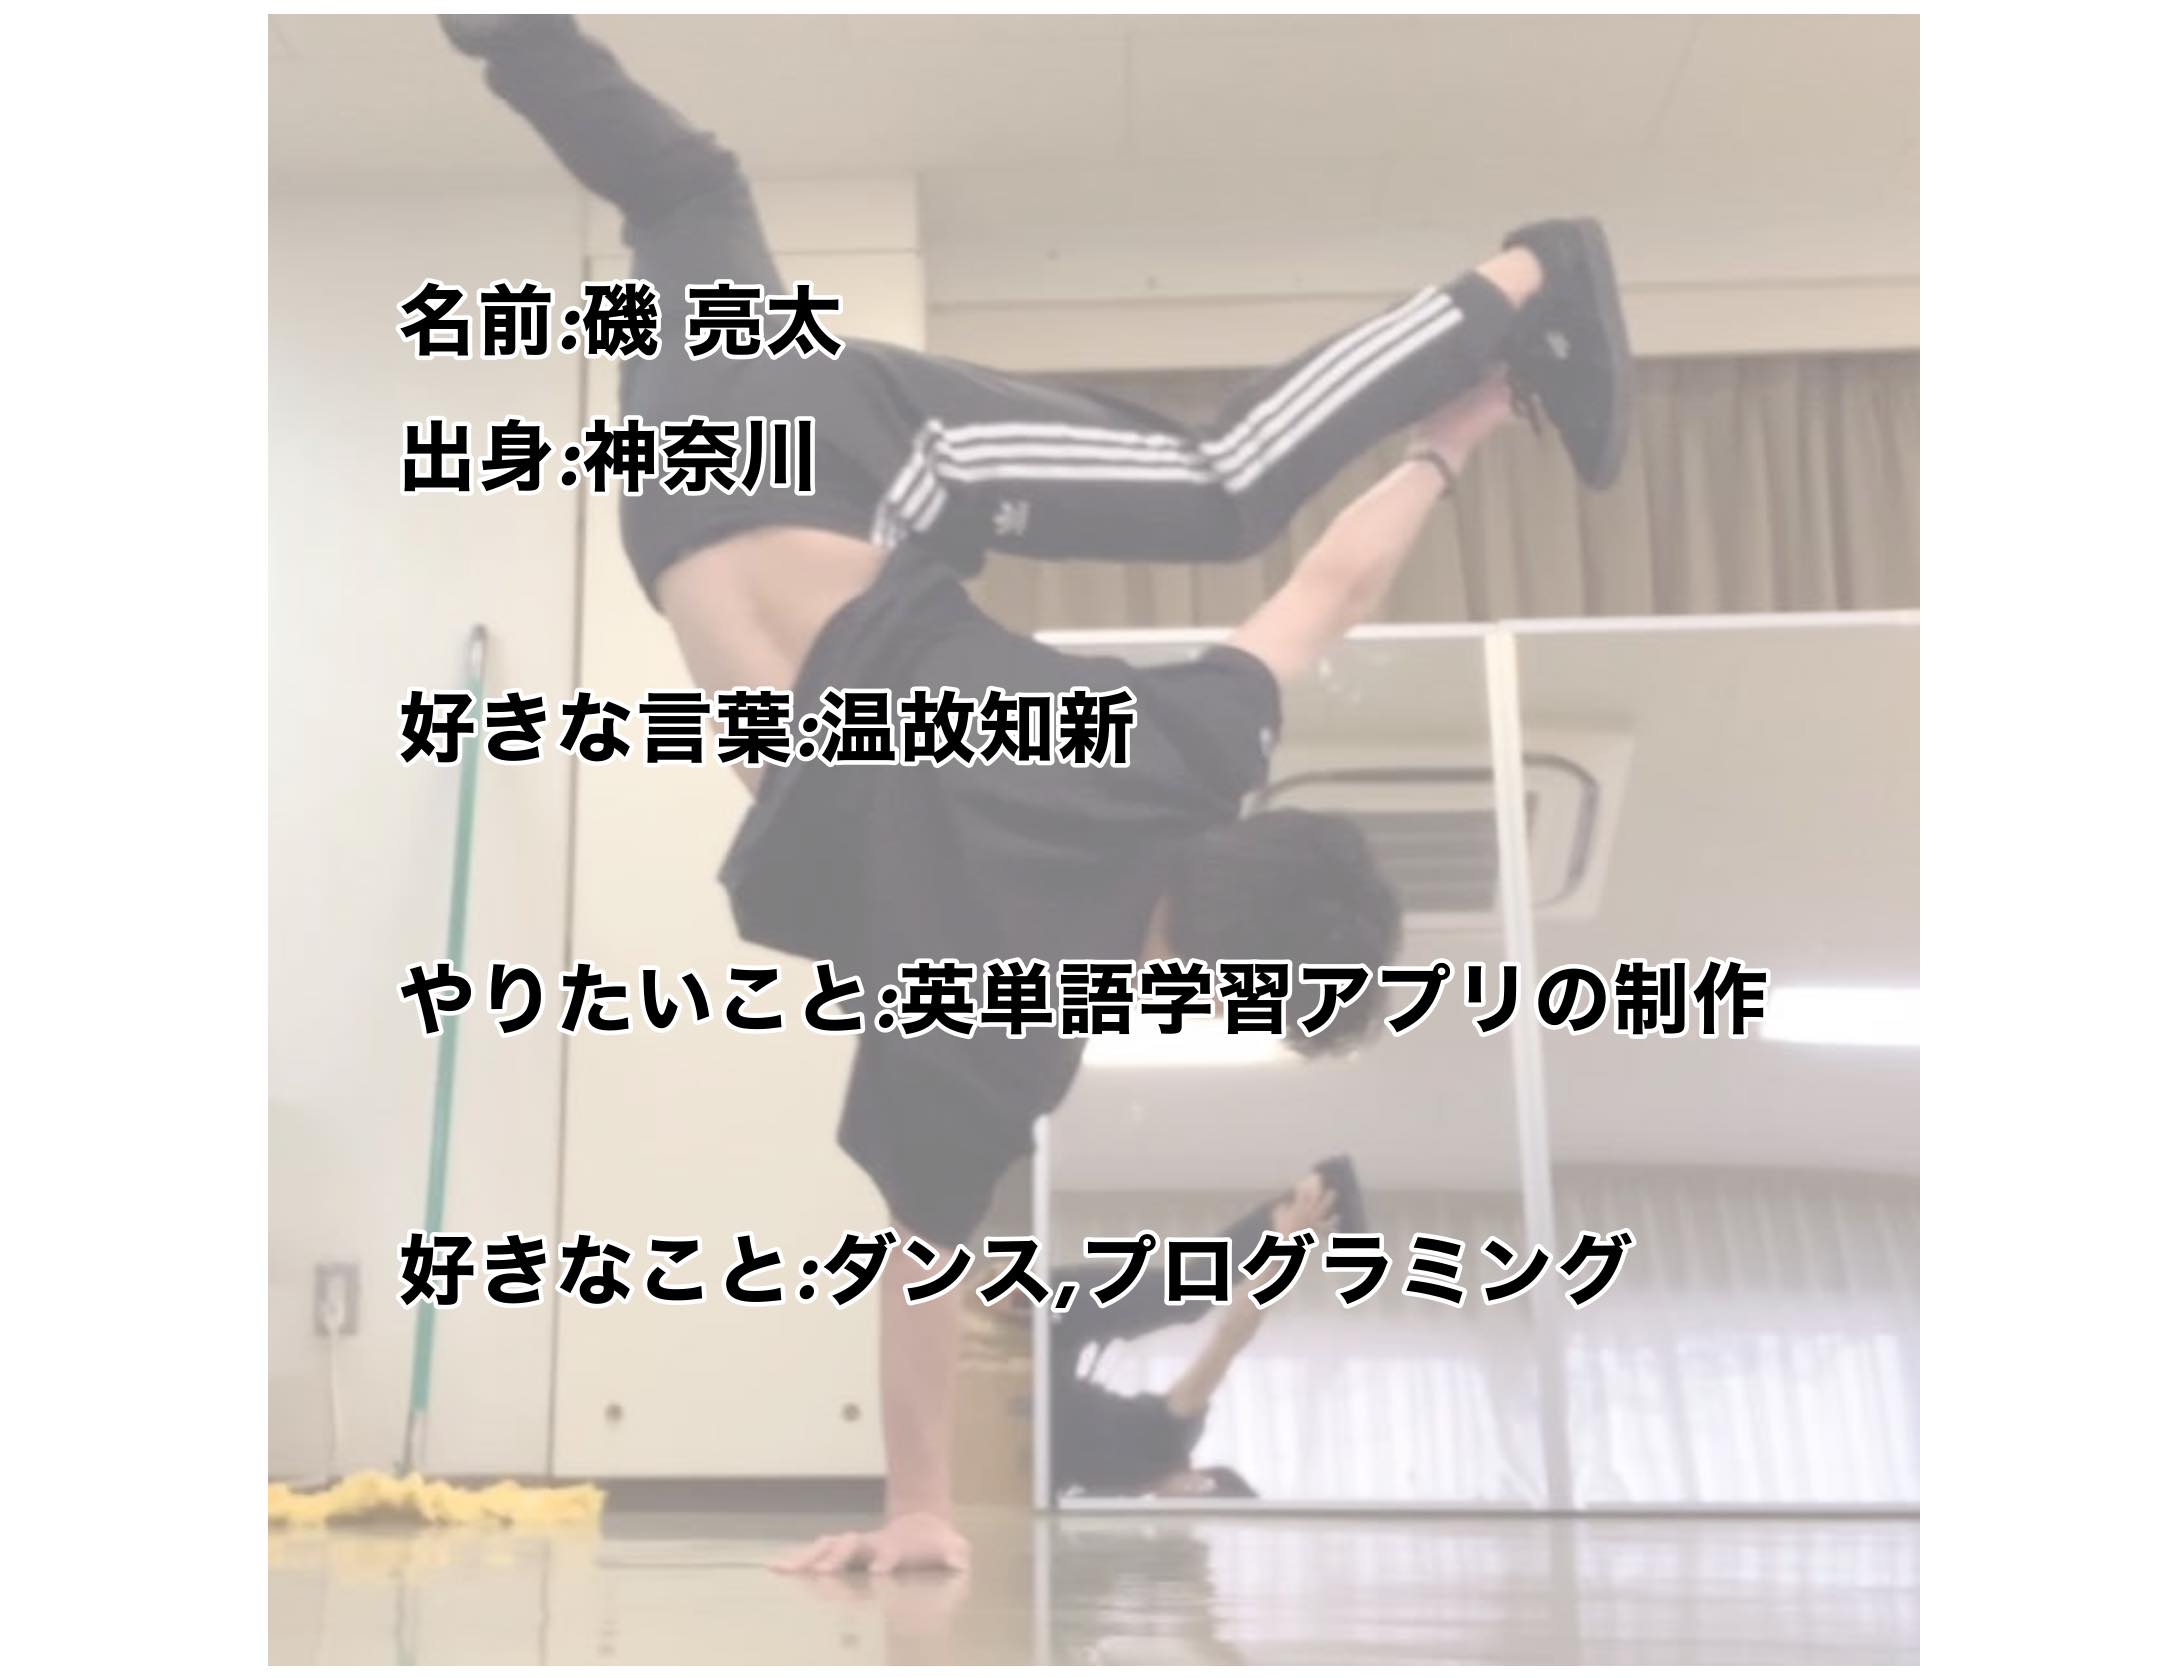 名前:磯 亮太
出身:神奈川
好きな言葉:温故知新
やりたいこと:英単語学習アプリの制作
好きなこと:ダンス,プログラミング